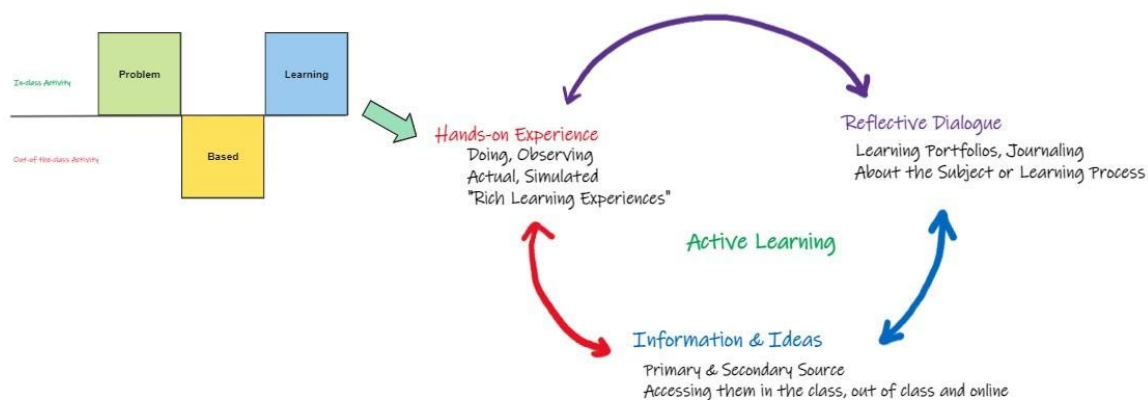 Problem
Learning
In-class Activity
Based
Out-of-the-class Activity
Hands-on Experience
Doing, Observing
Actual, Simulated
"Rich Learning Experiences"
Reflective Dialogue
Learning Portfolios, Journaling
About the Subject or Learning Process
Active Learning
Information & Ideas
Primary & Secondary Source
Accessing them in the class, out of class and online